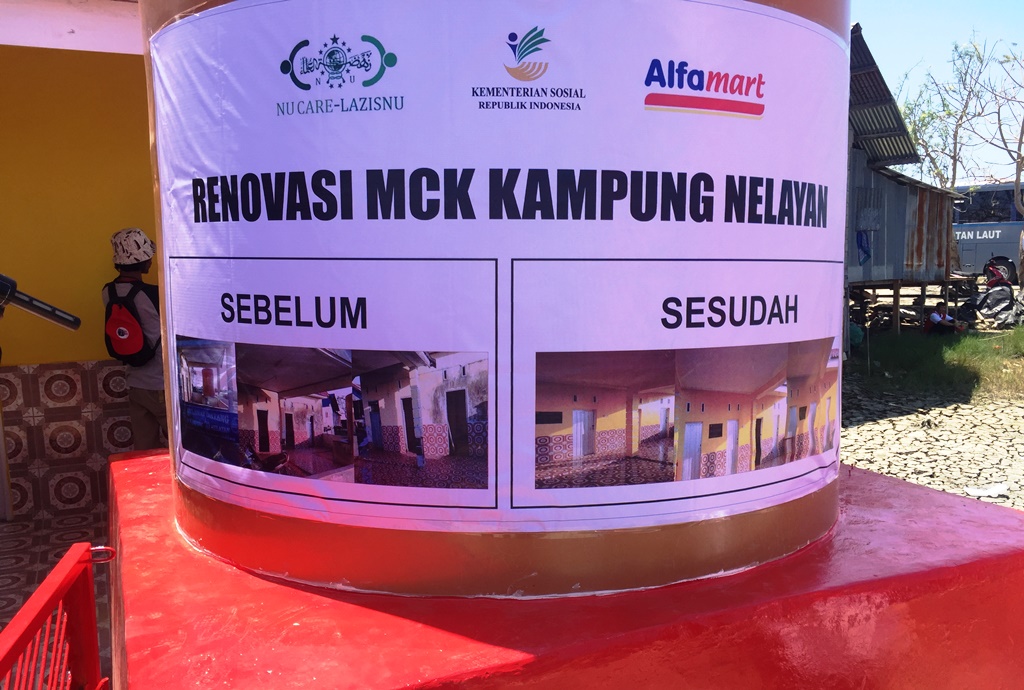 N U
NU CARE-LAZISNU
KEMENTERIAN SOSIAL
REPUBLIK INDONESIA
Alfamart
RENOVASI MCK KAMPUNG NELAYAN
SEBELUM
SESUDAH
TAN LAUT